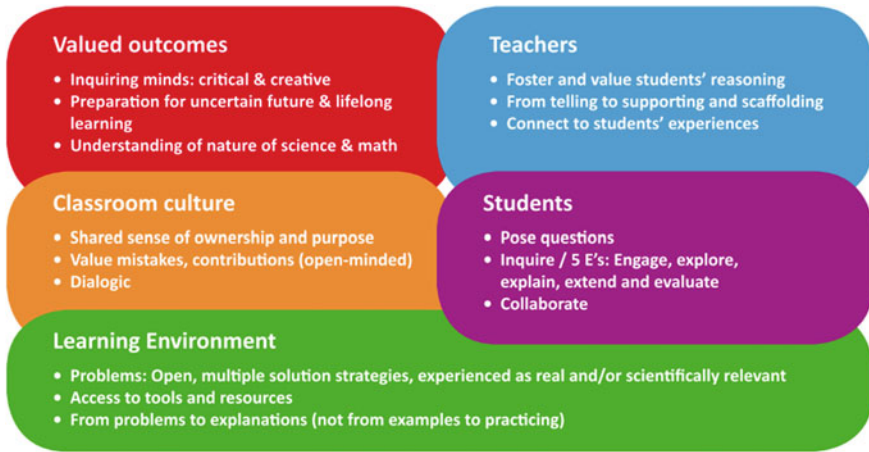 Valued outcomes
• Inquiring minds: critical & creative
• Preparation for uncertain future & lifelong
learning
• Understanding of nature of science & math
Teachers
• Foster and value students’ reasoning
• From telling to supporting and scaffolding
• Connect to students’ experiences
Classroom culture
• Shared sense of ownership and purpose
• Value mistakes, contributions (open-minded)
• Dialogic
Students
• Pose questions
• Inquire / 5 E’s: Engage, explore,
explain, extend and evaluate
• Collaborate
Learning Environment
• Problems: Open, multiple solution strategies, experienced as real and/or scientifically relevant
• Access to tools and resources
• From problems to explanations (not from examples to practicing)